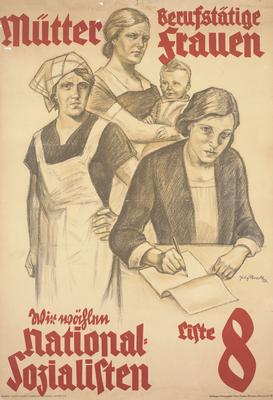 Mütter Berufstätige
Frauen
Wir wählen
National-
Sozialisten
Liste 8